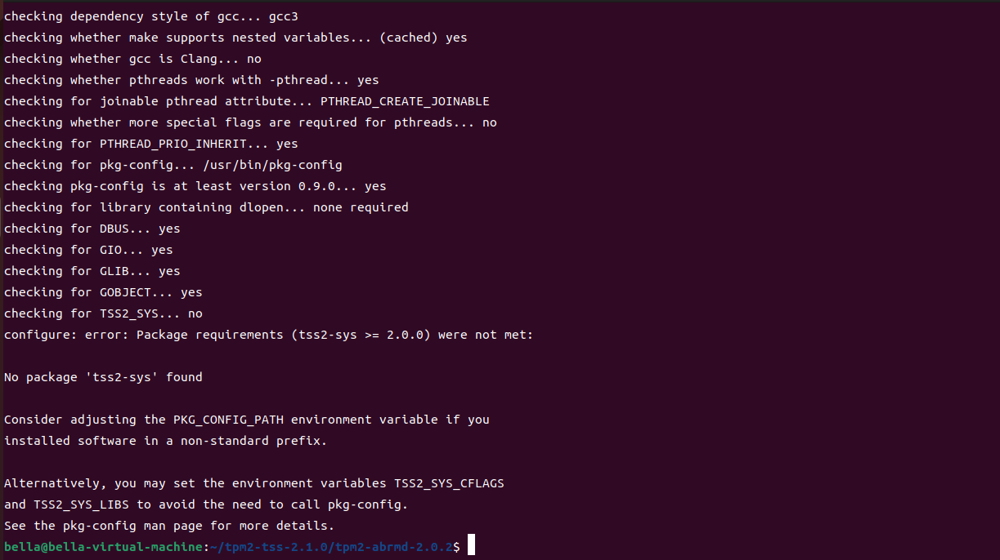 checking dependency style of gcc... gcc3
checking whether make supports nested variables... (cached) yes
checking whether gcc is Clang... no
checking whether pthreads work with -pthread... yes
checking for joinable pthread attribute... PTHREAD_CREATE_JOINABLE
checking whether more special flags are required for pthreads... no
checking for PTHREAD_PRIO_INHERIT... yes
checking for pkg-config... /usr/bin/pkg-config
checking pkg-config is at least version 0.9.0... yes
checking for library containing dlopen... none required
checking for DBUS... yes
checking for GIO... yes
checking for GLIB... yes
checking for GOBJECT... yes
checking for TSS2_SYS... no
configure: error: Package requirements (tss2-sys >= 2.0.0) were not met:
No package 'tss2-sys' found
Consider adjusting the PKG_CONFIG_PATH environment variable if you
installed software in a non-standard prefix.
Alternatively, you may set the environment variables TSS2_SYS_CFLAGS
and TSS2_SYS_LIBS to avoid the need to call pkg-config.
See the pkg-config man page for more details.
bella@bella-virtual-machine:~/tpm2-tss-2.1.0/tpm2-abrmd-2.0.2$